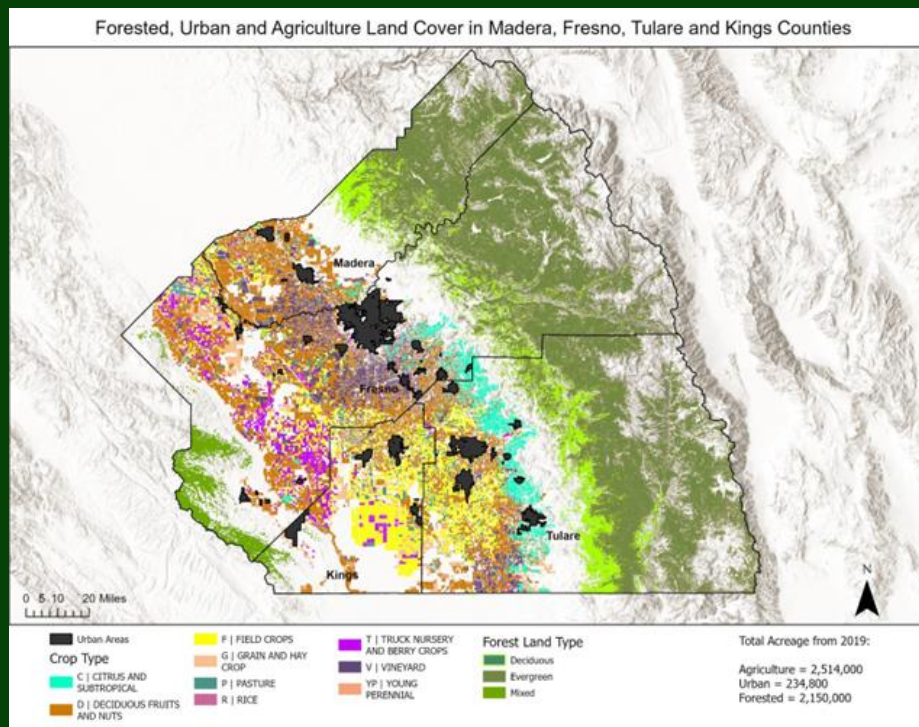 Forested, Urban and Agriculture Land Cover in Madera, Fresno, Tulare and Kings Counties
Madera
Fresno
Tulare
Kings
N
0 5 10 20 Miles
Urban Areas
Crop Type
C | CITRUS AND
SUBTROPICAL
D | DECIDUOUS FRUITS
AND NUTS
F | FIELD CROPS
G | GRAIN AND HAY
CROP
P | PASTURE
R | RICE
T | TRUCK NURSERY
AND BERRY CROPS
V | VINEYARD
YP | YOUNG
PERENNIAL
Forest Land Type
Deciduous
Evergreen
Mixed
Total Acreage from 2019:
Agriculture = 2,514,000
Urban = 234,800
Forested = 2,150,000